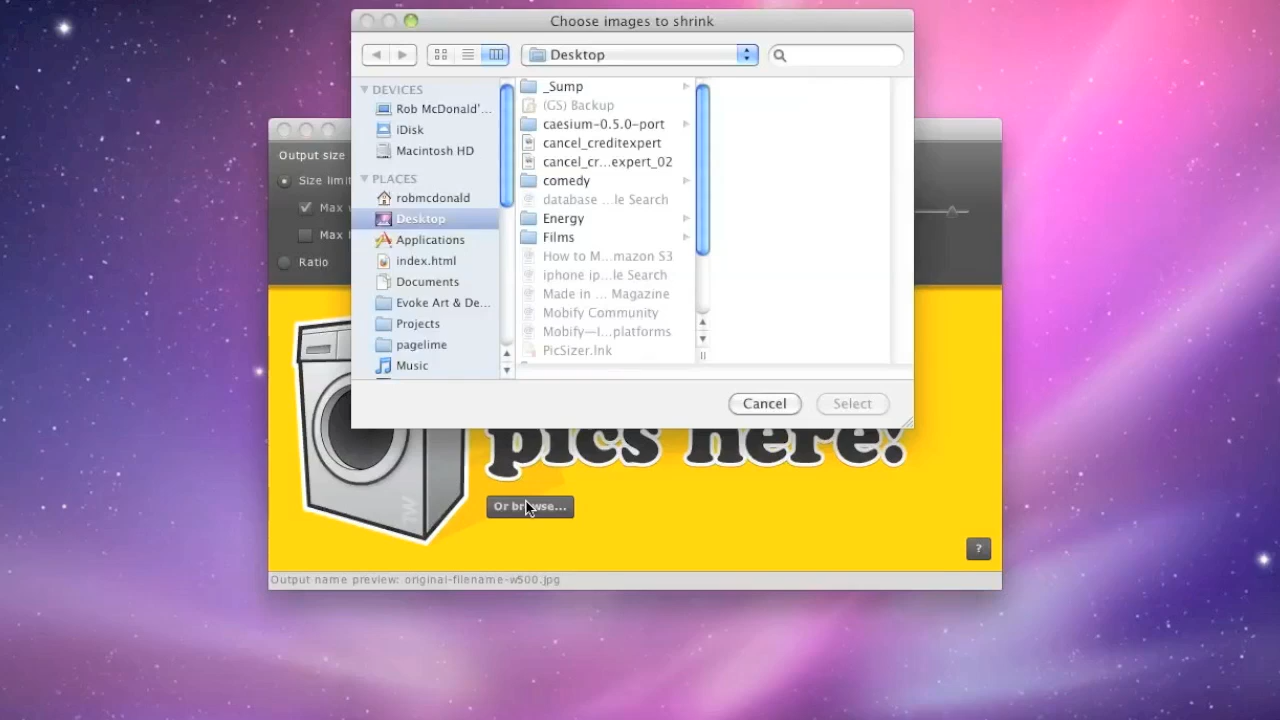 Choose images to shrink
Desktop
DEVICES
Rob McDonald'...
iDisk
Macintosh HD
PLACES
robmcdonald
Desktop
Applications
index.html
Documents
Evoke Art & De...
Projects
pagelime
Music
_Sump
(GS) Backup
caesium-0.5.0-port
cancel_creditexpert
cancel_cr...expert_02
comedy
database ...le Search
Energy
Films
How to M...mazon S3
iphone ip...le Search
Made in ... Magazine
Mobify Community
Mobify—I...platforms
PicSizer.lnk
Cancel
Select
Output size
Size limi
Max
Max
Ratio
pics here!
Or browse...
?
Output name preview: original-filename-w500.jpg